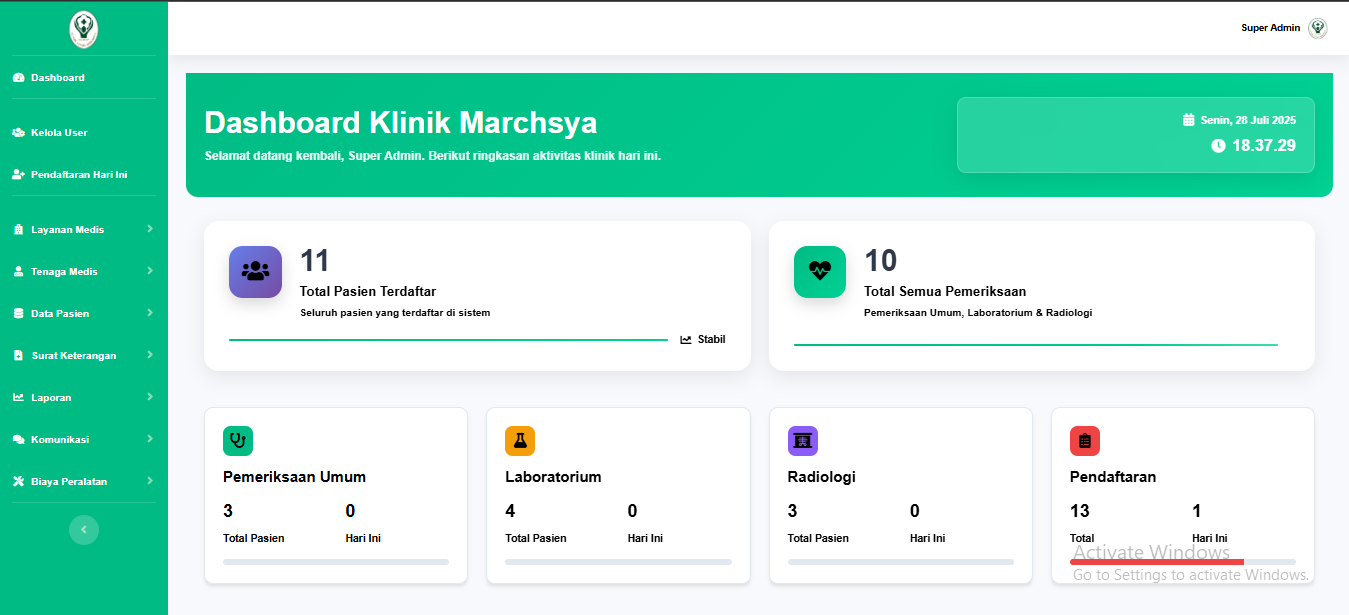 Super Admin
Dashboard
Kelola User
Pendaftaran Hari Ini
Layanan Medis
Tenaga Medis
Data Pasien
Surat Keterangan
Laporan
Komunikasi
Biaya Peralatan
Dashboard Klinik Marchsya
Selamat datang kembali, Super Admin. Berikut ringkasan aktivitas klinik hari ini.
Senin, 28 Juli 2025
18.37.29
11
Total Pasien Terdaftar
Seluruh pasien yang terdaftar di sistem
Stabil
10
Total Semua Pemeriksaan
Pemeriksaan Umum, Laboratorium & Radiologi
Pemeriksaan Umum
3 0
Total Pasien Hari Ini
Laboratorium
4 0
Total Pasien Hari Ini
Radiologi
3 0
Total Pasien Hari Ini
Pendaftaran
13 1
Total Hari Ini
Activate Windows
Go to Settings to activate Windows.